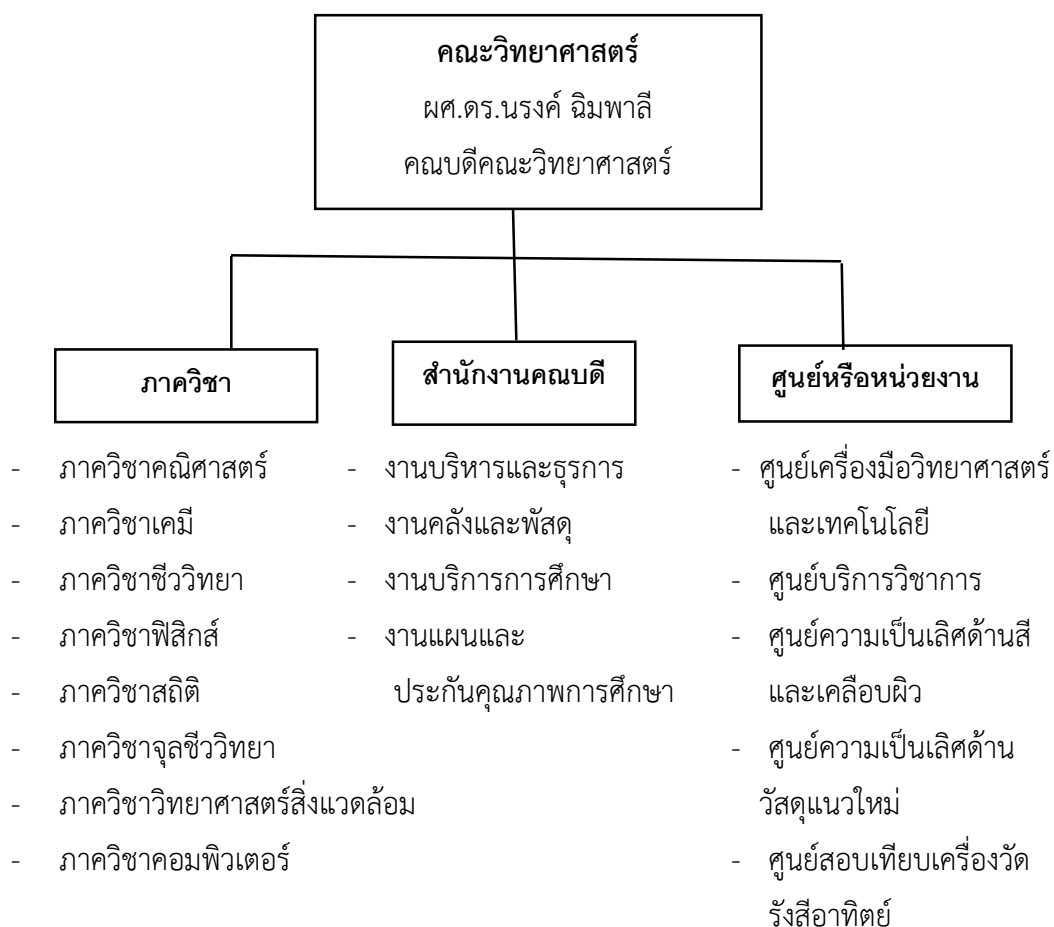 คณะวิทยาศาสตร์
ผศ.ดร.นรงค์ ฉิมพาลี
คณบดีคณะวิทยาศาสตร์
ภาควิชา
- ภาควิชาคณิศาสตร์
- ภาควิชาเคมี
- ภาควิชาชีววิทยา
- ภาควิชาฟิสิกส์
- ภาควิชาสถิติ
- ภาควิชาจุลชีววิทยา
- ภาควิชาวิทยาศาสตร์สิ่งแวดล้อม
- ภาควิชาคอมพิวเตอร์
สำนักงานคณบดี
- งานบริหารและธุรการ
- งานคลังและพัสดุ
- งานบริการการศึกษา
- งานแผนและ
ประกันคุณภาพการศึกษา
ศูนย์หรือหน่วยงาน
- ศูนย์เครื่องมือวิทยาศาสตร์
และเทคโนโลยี
- ศูนย์บริการวิชาการ
- ศูนย์ความเป็นเลิศด้านสี
และเคลือบผิว
- ศูนย์ความเป็นเลิศด้าน
วัสดุแนวใหม่
- ศูนย์สอบเทียบเครื่องวัด
รังสีอาทิตย์